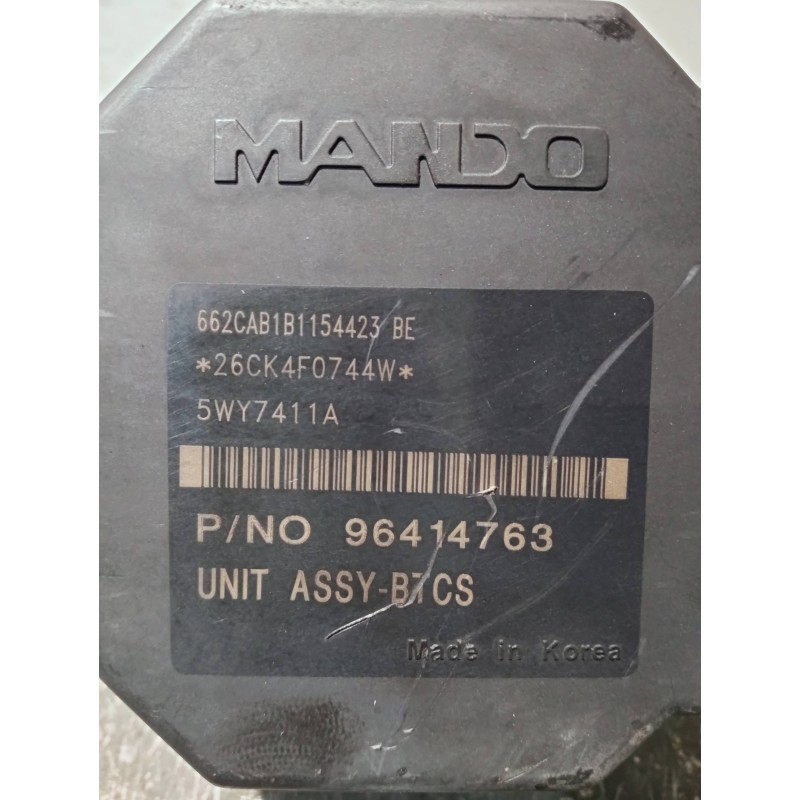 MANDO
662CAB1B1154423 BE
*26CK4F0744W*
5WY7411A
P/NO 96414763
UNIT ASSY-BTCS
Made in Korea